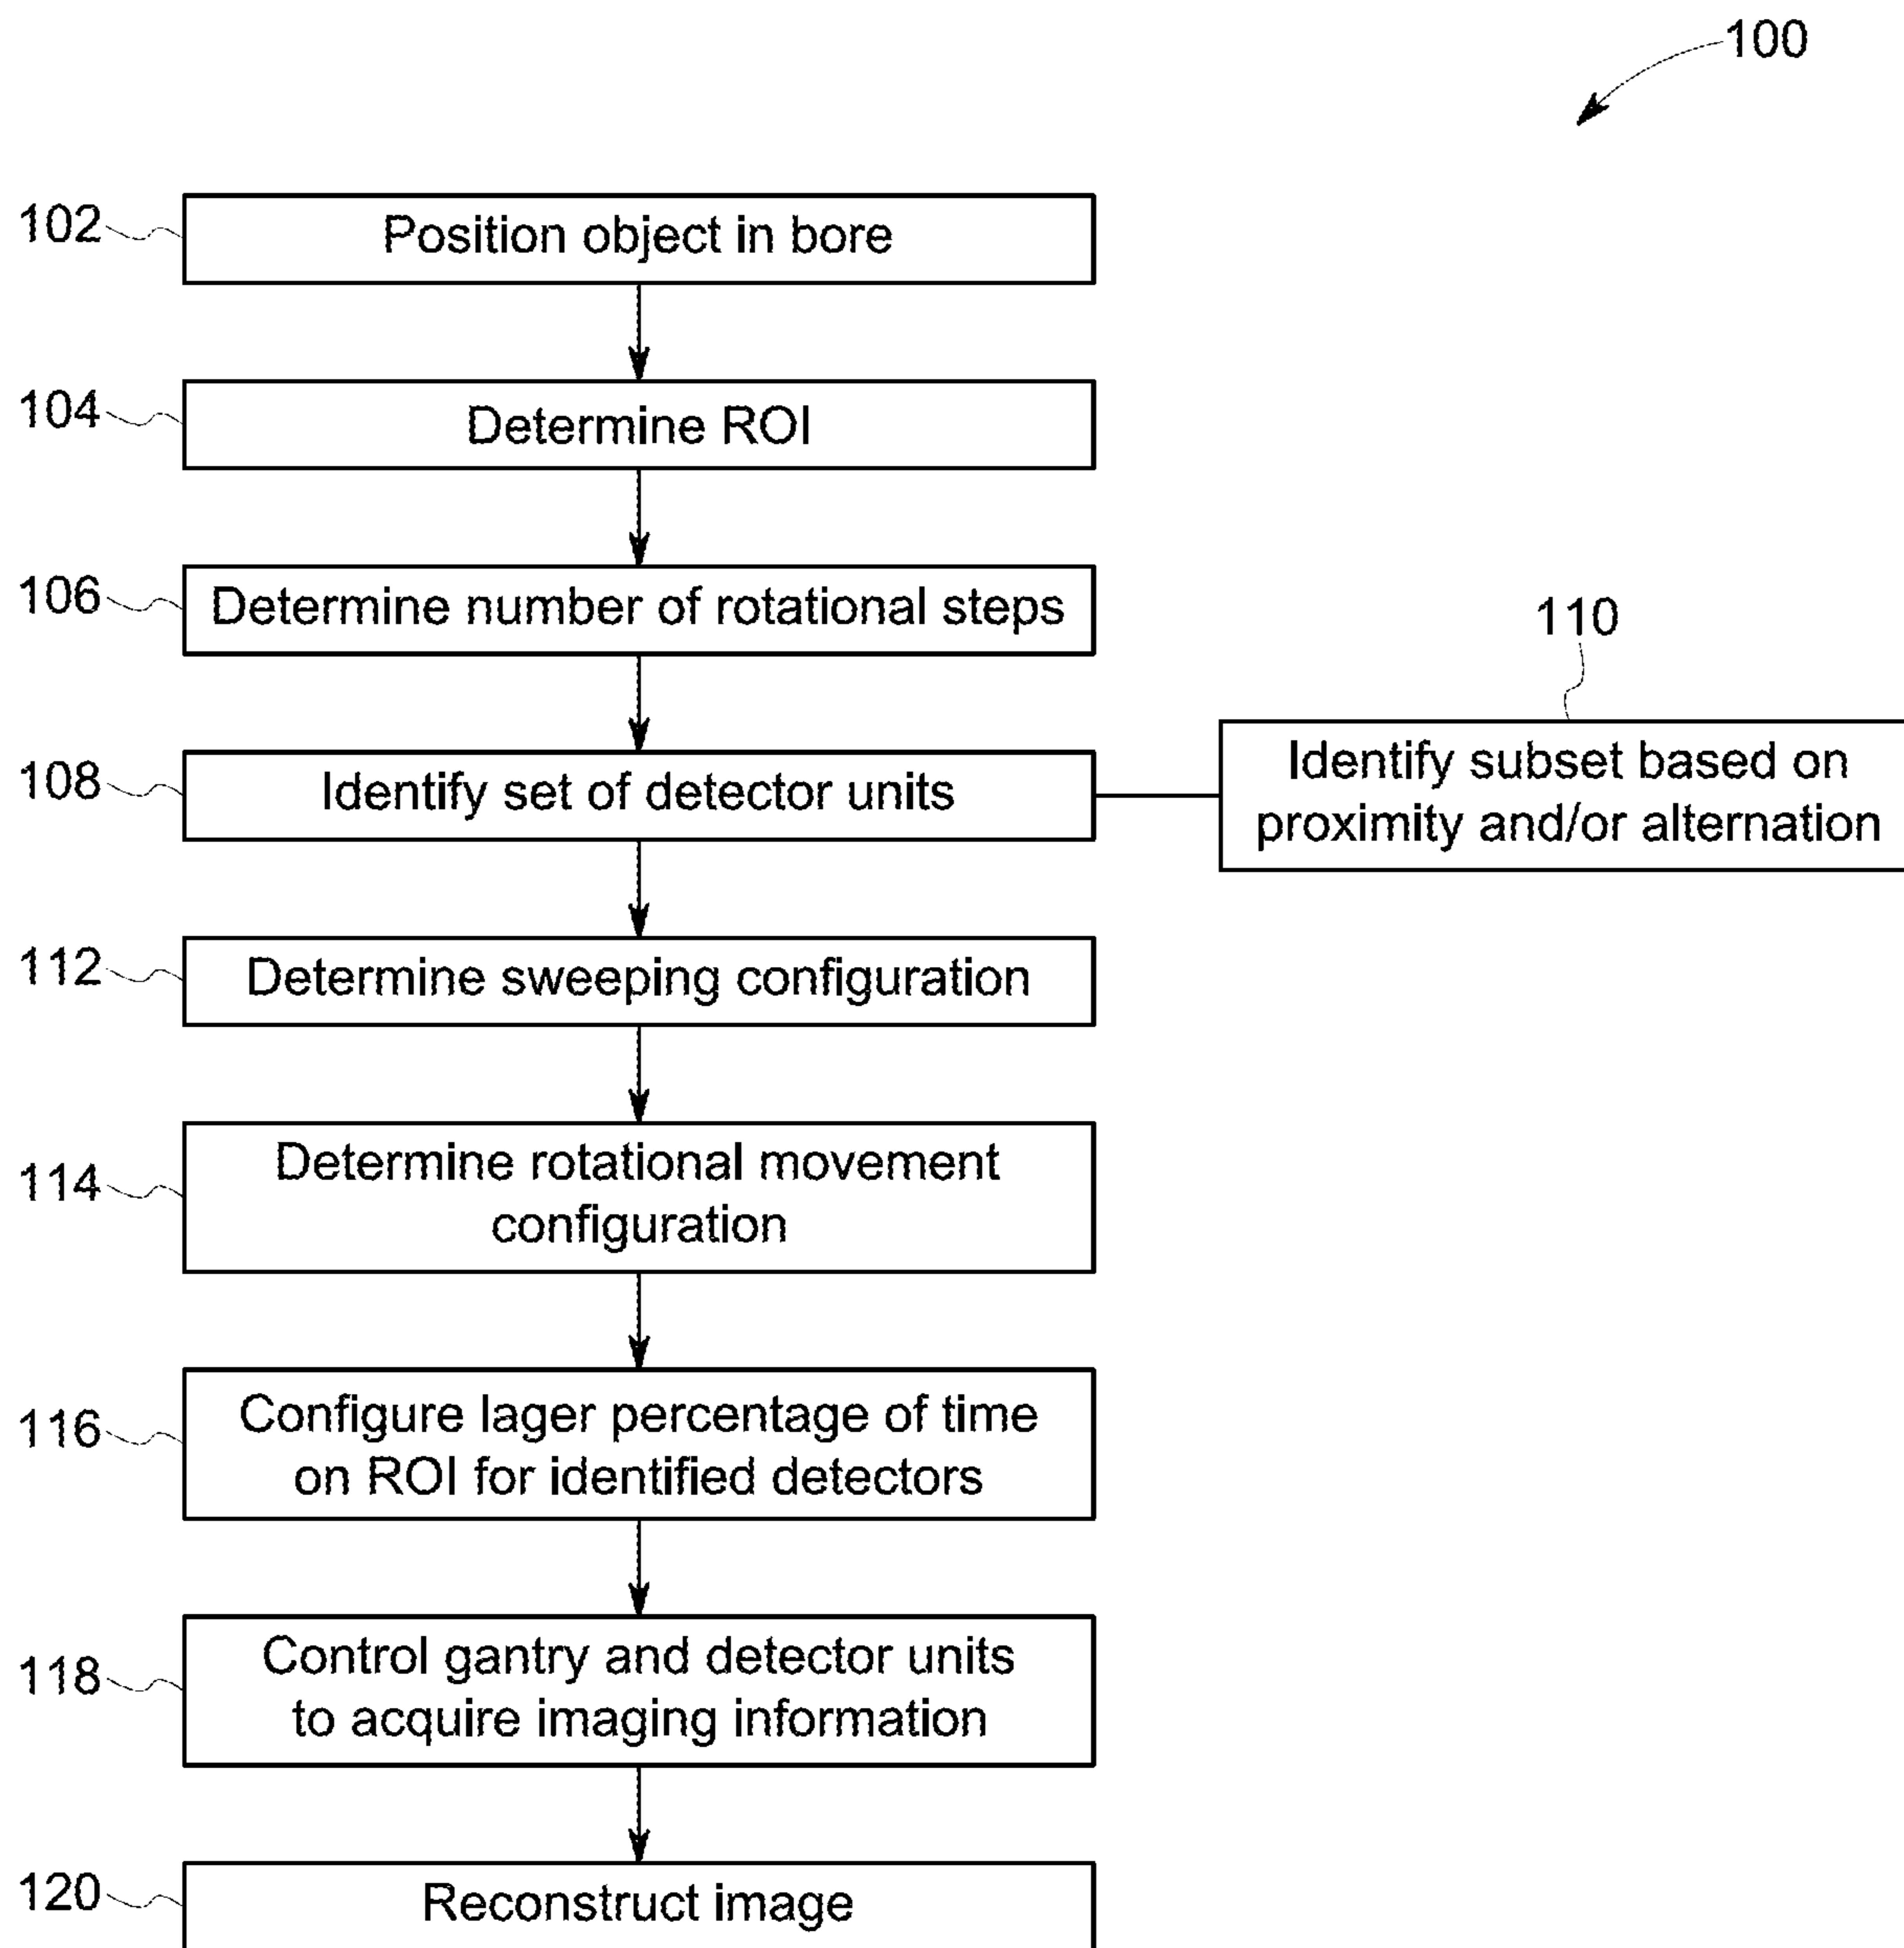 100
102
Position object in bore
104
Determine ROI
106
Determine number of rotational steps
108
Identify set of detector units
110
Identify subset based on
proximity and/or alternation
112
Determine sweeping configuration
114
Determine rotational movement
configuration
116
Configure lager percentage of time
on ROI for identified detectors
118
Control gantry and detector units
to acquire imaging information
120
Reconstruct image